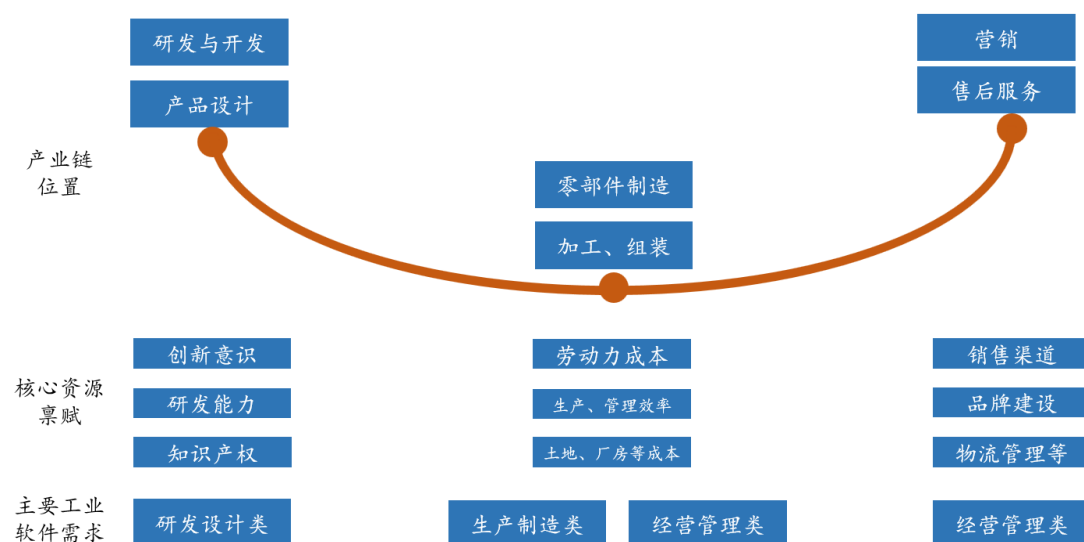 研发与开发
营销
产品设计
售后服务
产业链
位置
零部件制造
加工、组装
创新意识
劳动力成本
销售渠道
核心资源
禀赋
研发能力
生产、管理效率
品牌建设
知识产权
土地、厂房等成本
物流管理等
主要工业
软件需求
研发设计类
生产制造类
经营管理类
经营管理类